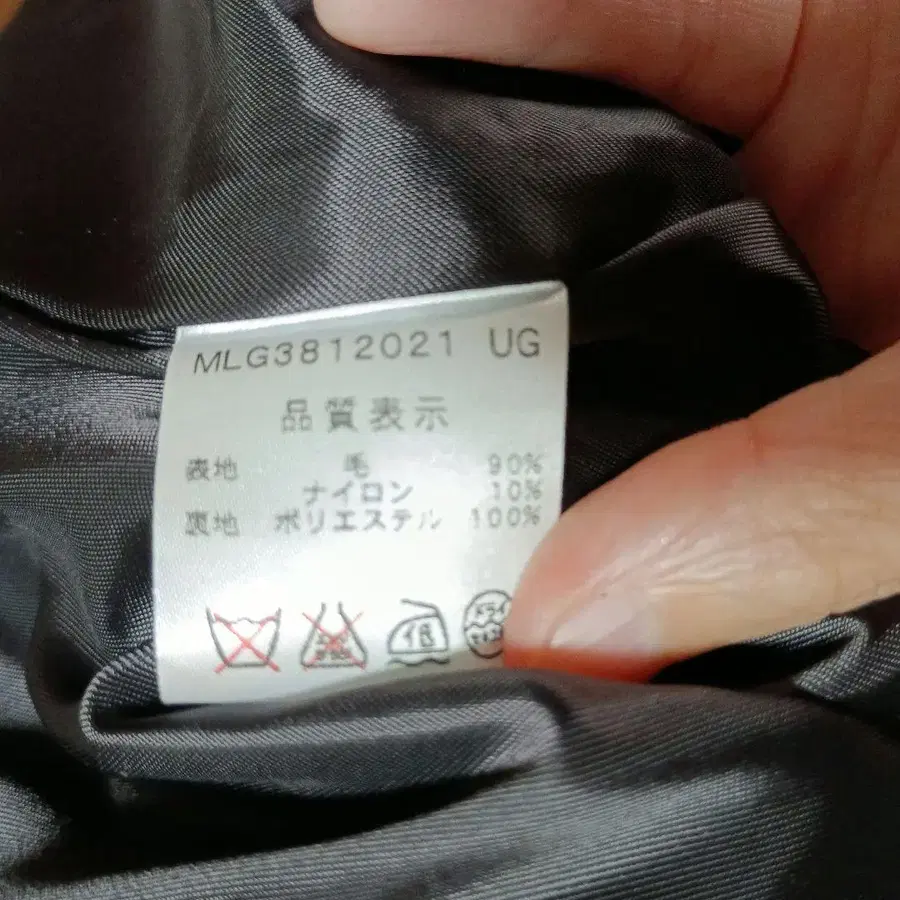 MLG3812021 UG
品質表示
表地 毛 90%
ナイロン 10%
裏地 ポリエステル 100%